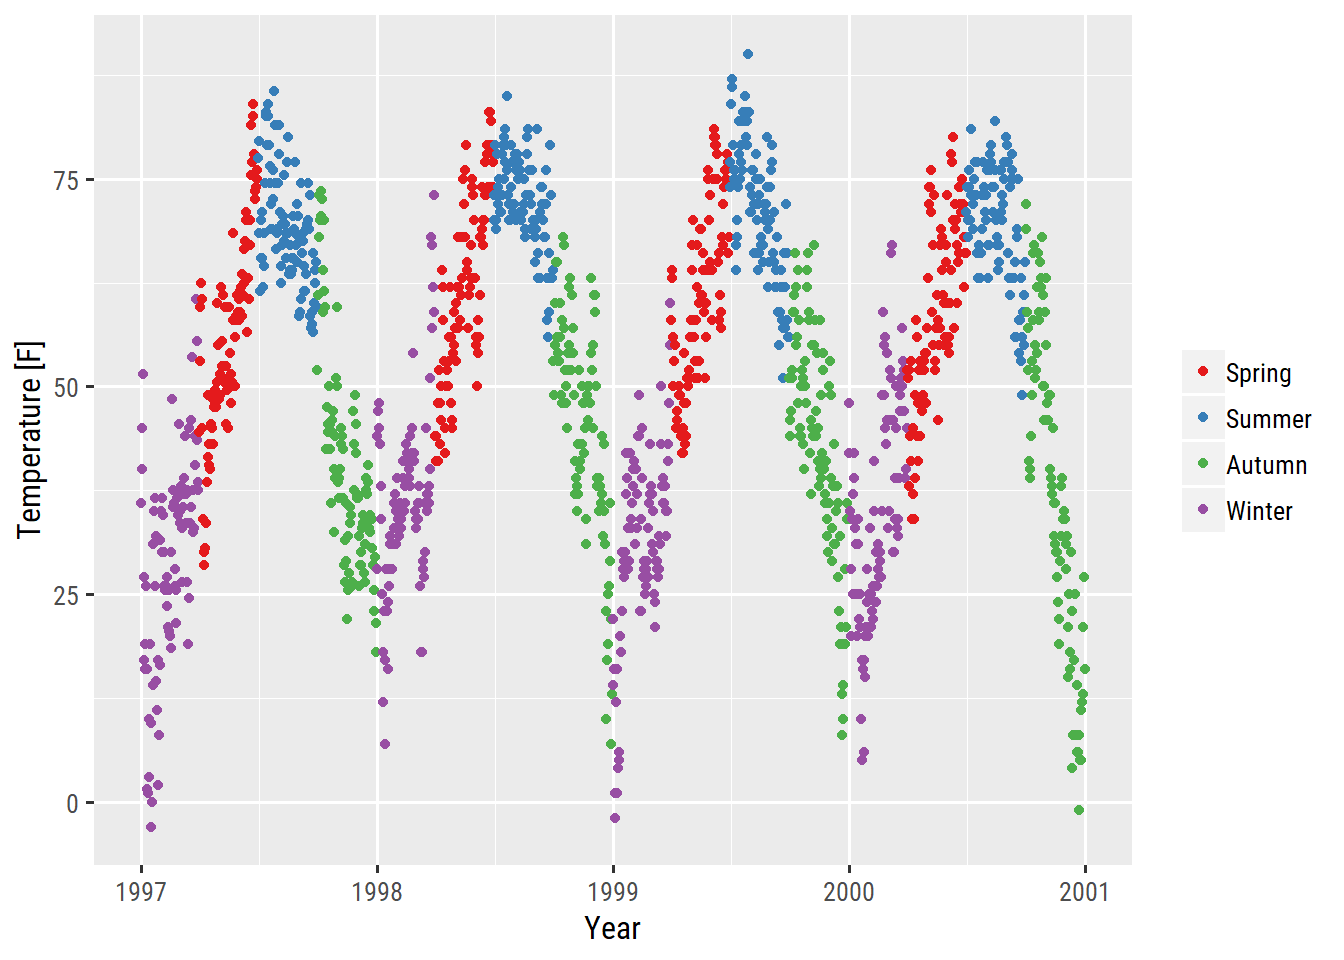 Temperature [F]
75
50
25
0
1997 1998 1999 2000 2001
Year
Spring
Summer
Autumn
Winter